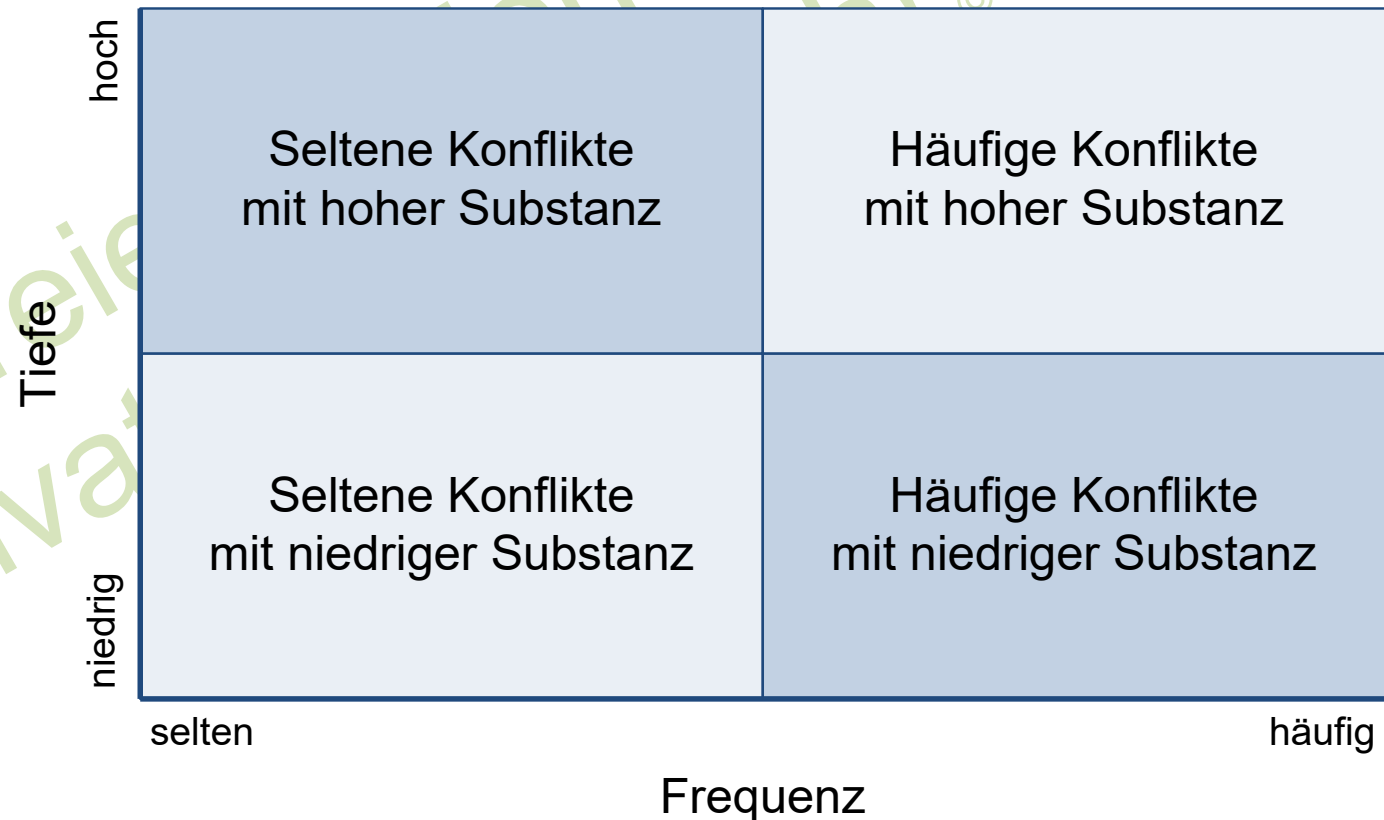 hoch
Seltene Konflikte
mit hoher Substanz
Häufige Konflikte
mit hoher Substanz
Tiefe
Seltene Konflikte
mit niedriger Substanz
Häufige Konflikte
mit niedriger Substanz
niedrig
selten
häufig
Frequenz